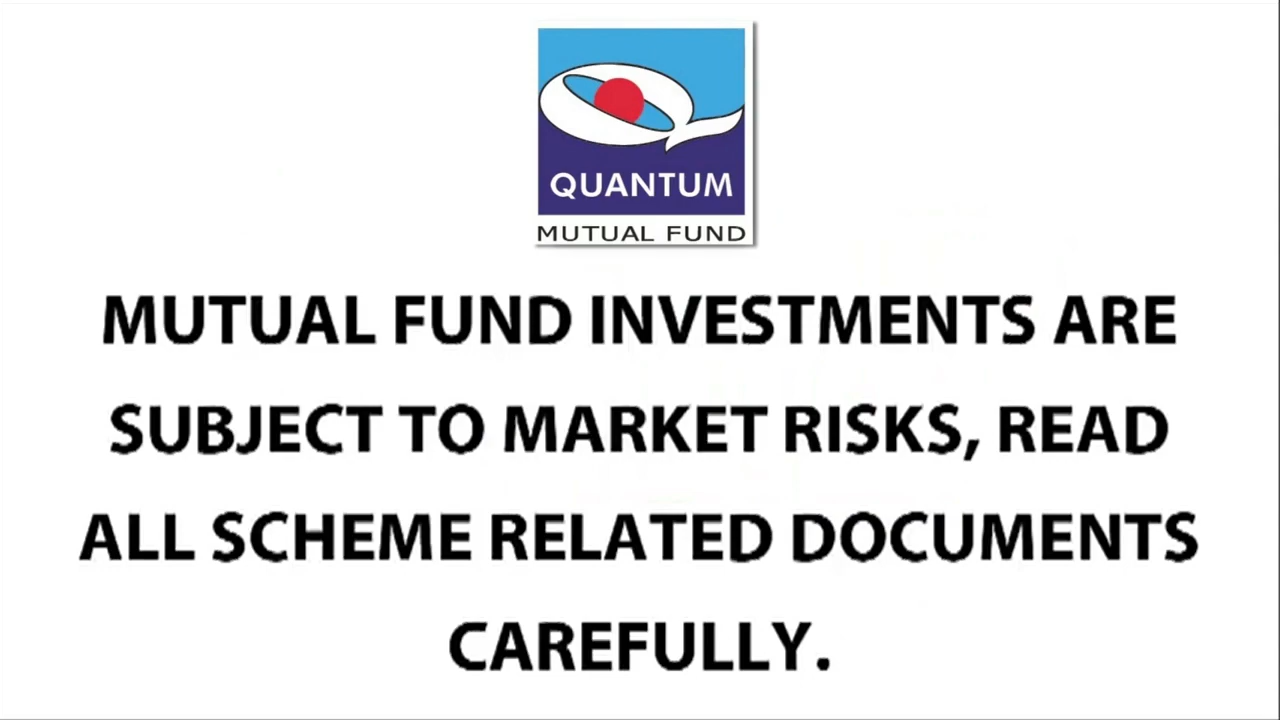 QUANTUM
MUTUAL FUND
MUTUAL FUND INVESTMENTS ARE
SUBJECT TO MARKET RISKS, READ
ALL SCHEME RELATED DOCUMENTS
CAREFULLY.